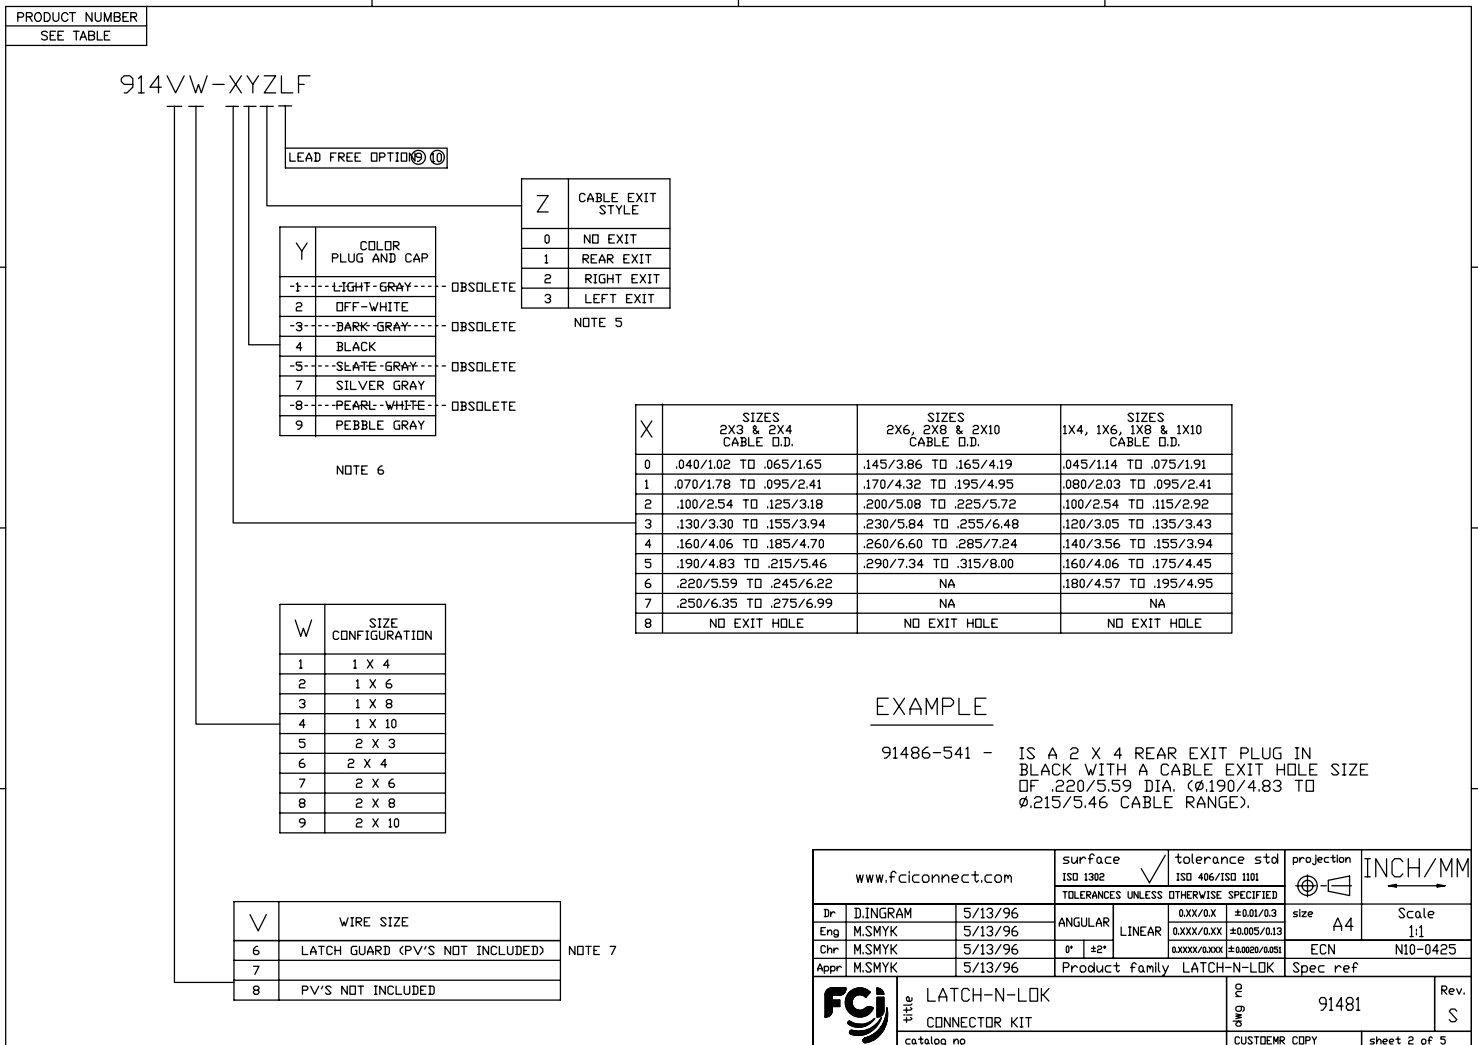 PRODUCT NUMBER
SEE TABLE
914VW-XYZLF
LEAD FREE OPTION 9 10
Z CABLE EXIT
STYLE
0 NO EXIT
1 REAR EXIT
2 RIGHT EXIT
3 LEFT EXIT
NOTE 5
Y COLOR
PLUG AND CAP
1 LIGHT GRAY OBSOLETE
2 OFF-WHITE
3 DARK GRAY OBSOLETE
4 BLACK
5 SLATE GRAY OBSOLETE
7 SILVER GRAY
8 PEARL WHITE OBSOLETE
9 PEBBLE GRAY
NOTE 6
X SIZES SIZES SIZES
2X3 & 2X4 2X6, 2X8 & 2X10 1X4, 1X6, 1X8 & 1X10
CABLE O.D. CABLE O.D. CABLE O.D.
0 .040/1.02 TO .065/1.65 .145/3.86 TO .165/4.19 .045/1.14 TO .075/1.91
1 .070/1.78 TO .095/2.41 .170/4.32 TO .195/4.95 .080/2.03 TO .095/2.41
2 .100/2.54 TO .125/3.18 .200/5.08 TO .225/5.72 .100/2.54 TO .115/2.92
3 .130/3.30 TO .155/3.94 .230/5.84 TO .255/6.48 .120/3.05 TO .135/3.43
4 .160/4.06 TO .185/4.70 .260/6.60 TO .285/7.24 .140/3.56 TO .155/3.94
5 .190/4.83 TO .215/5.46 .290/7.34 TO .315/8.00 .160/4.06 TO .175/4.45
6 .220/5.59 TO .245/6.22 NA .180/4.57 TO .195/4.95
7 .250/6.35 TO .275/6.99 NA NA
8 NO EXIT HOLE NO EXIT HOLE NO EXIT HOLE
W SIZE
CONFIGURATION
1 1 X 4
2 1 X 6
3 1 X 8
4 1 X 10
5 2 X 3
6 2 X 4
7 2 X 6
8 2 X 8
9 2 X 10
EXAMPLE
91486-541 - IS A 2 X 4 REAR EXIT PLUG IN
BLACK WITH A CABLE EXIT HOLE SIZE
OF .220/5.59 DIA. (Ø.190/4.83 TO
Ø.215/5.46 CABLE RANGE).
V WIRE SIZE
6 LATCH GUARD (PV'S NOT INCLUDED) NOTE 7
7
8 PV'S NOT INCLUDED
www.fciconnect.com
surface
ISO 1302
tolerance std
ISO 406/ISO 1101
projection
INCH/MM
TOLERANCES UNLESS OTHERWISE SPECIFIED
Dr D.INGRAM 5/13/96
Eng M.SMYK 5/13/96
Chr M.SMYK 5/13/96
Appr M.SMYK 5/13/96
ANGULAR
0° ±2°
LINEAR
0.XX/0.X ±0.01/0.3
0.XXX/0.XX ±0.005/0.13
0.XXXX/0.XXX ±0.0020/0.051
size A4
Scale
1:1
ECN N10-0425
Product family LATCH-N-LOK
Spec ref
FCi
title
LATCH-N-LOK
CONNECTOR KIT
dwg no
91481
Rev.
S
catalog no
CUSTOEMR COPY
sheet 2 of 5